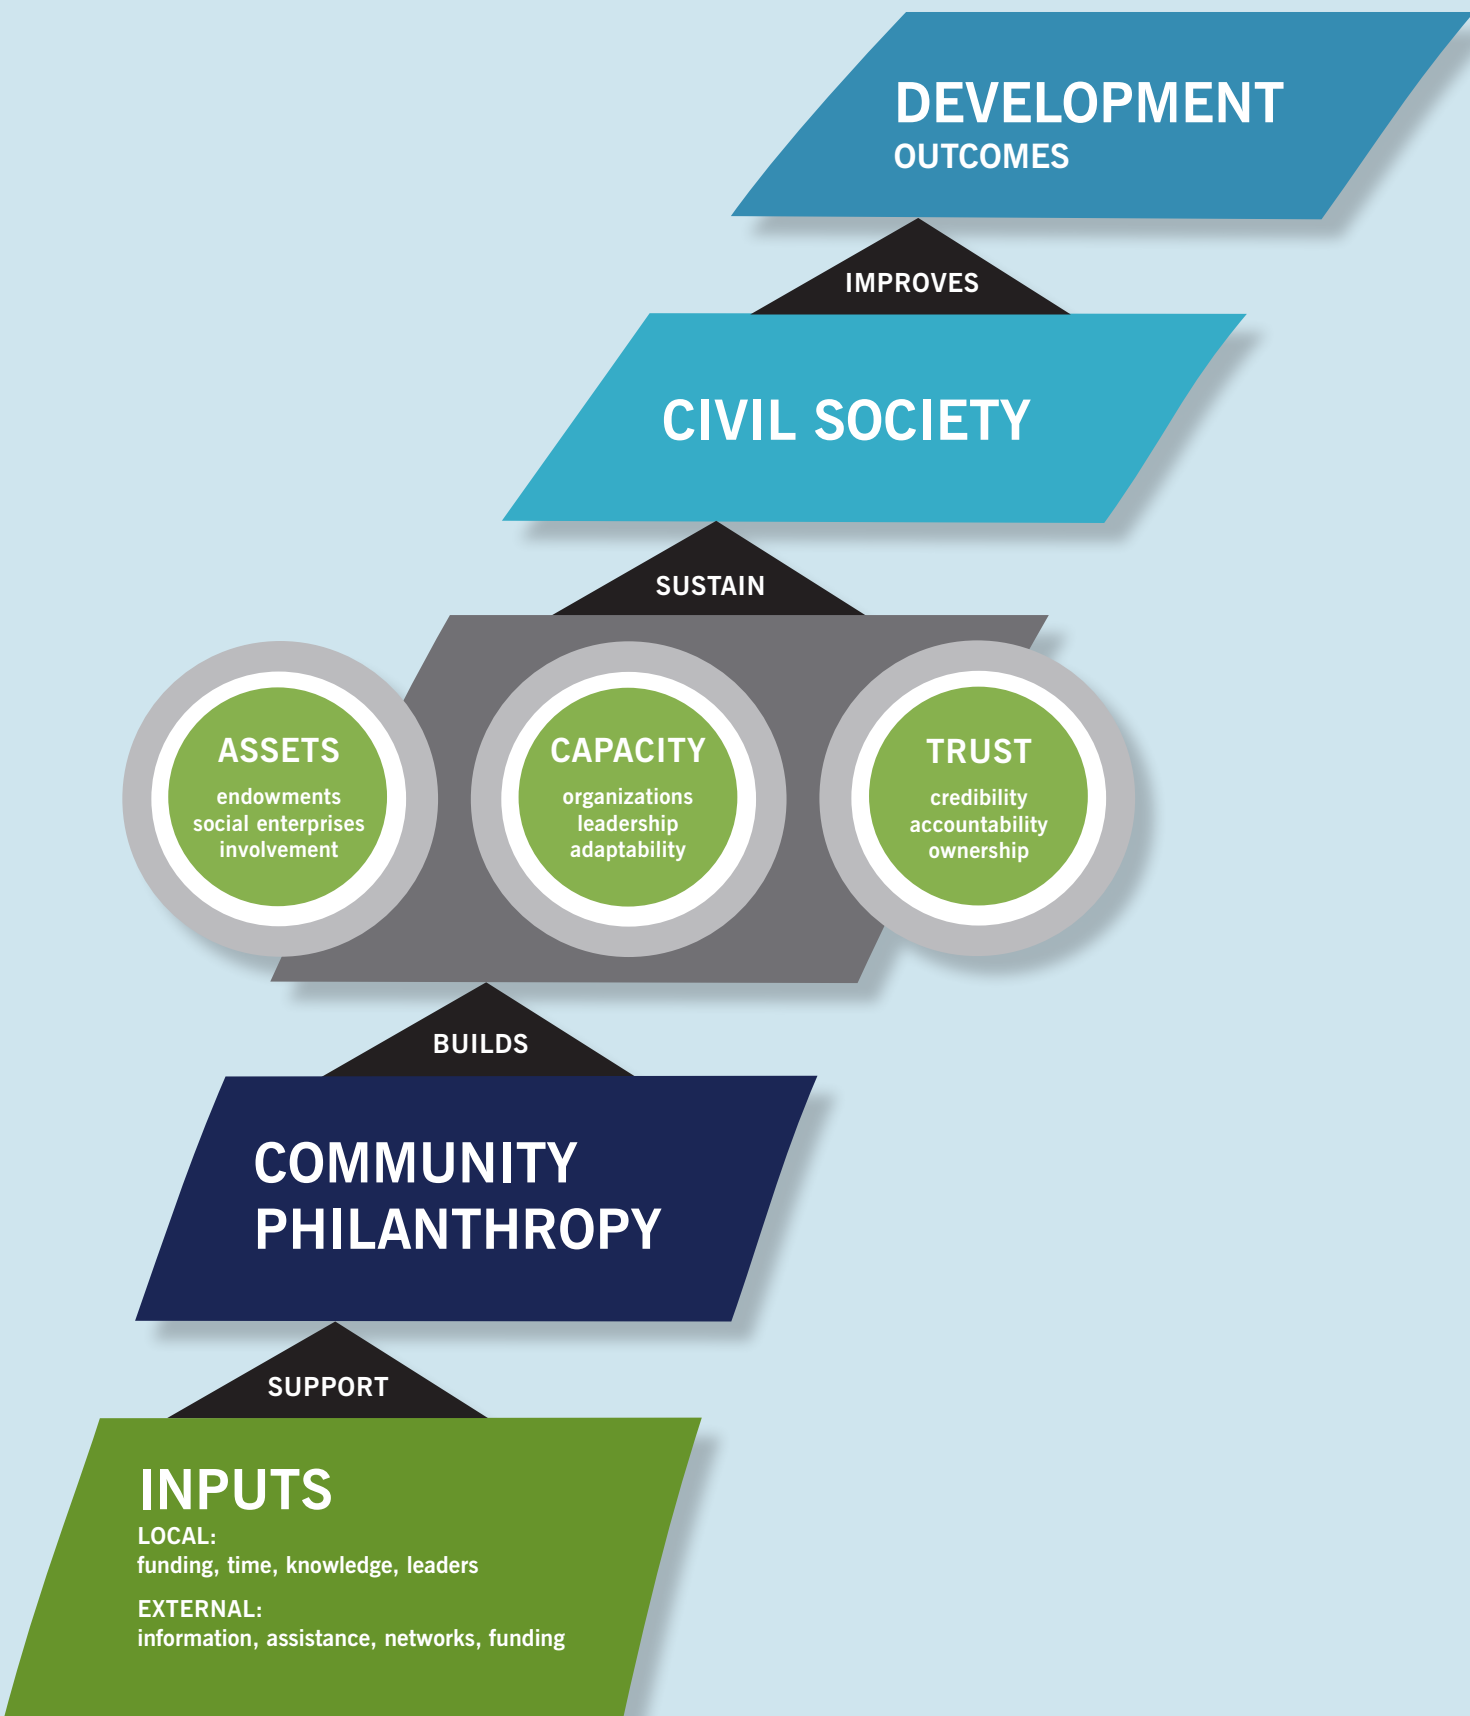 DEVELOPMENT
OUTCOMES
IMPROVES
CIVIL SOCIETY
SUSTAIN
ASSETS
endowments
social enterprises
involvement
CAPACITY
organizations
leadership
adaptability
TRUST
credibility
accountability
ownership
BUILDS
COMMUNITY
PHILANTHROPY
SUPPORT
INPUTS
LOCAL:
funding, time, knowledge, leaders
EXTERNAL:
information, assistance, networks, funding